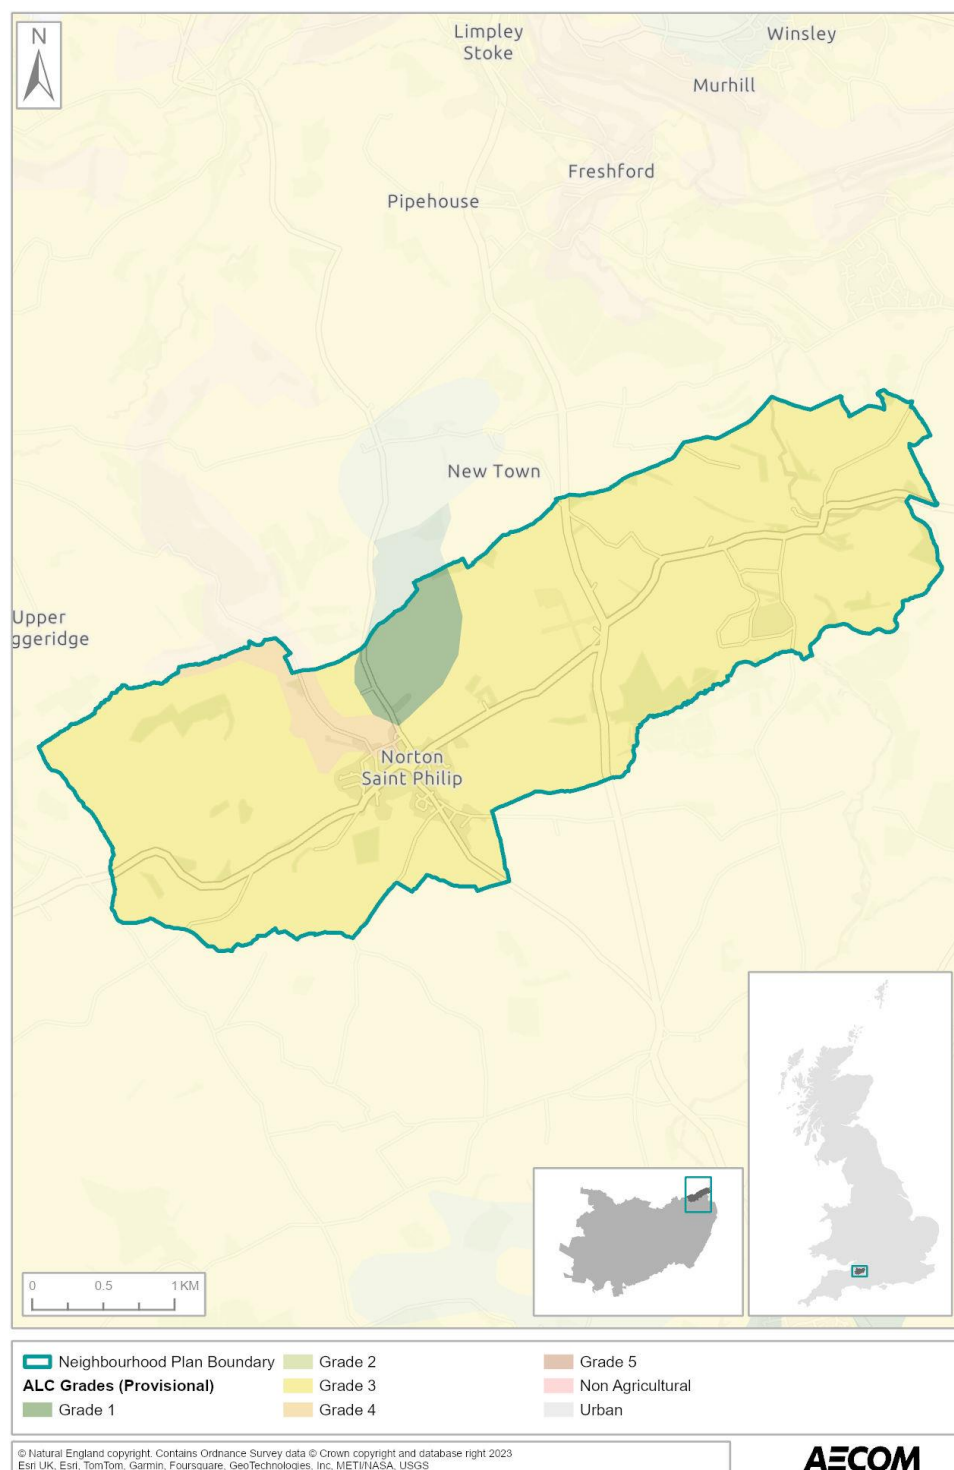 N
Limpley
Stoke
Winsley
Murhill
Freshford
Pipehouse
New Town
Upper
ggeridge
Norton
Saint Philip
0 0.5 1 KM
Neighbourhood Plan Boundary
ALC Grades (Provisional)
Grade 1
Grade 2
Grade 3
Grade 4
Grade 5
Non Agricultural
Urban
© Natural England copyright. Contains Ordnance Survey data © Crown copyright and database right 2023
Esri UK, Esri, TomTom, Garmin, Foursquare, GeoTechnologies, Inc, METI/NASA, USGS
AECOM